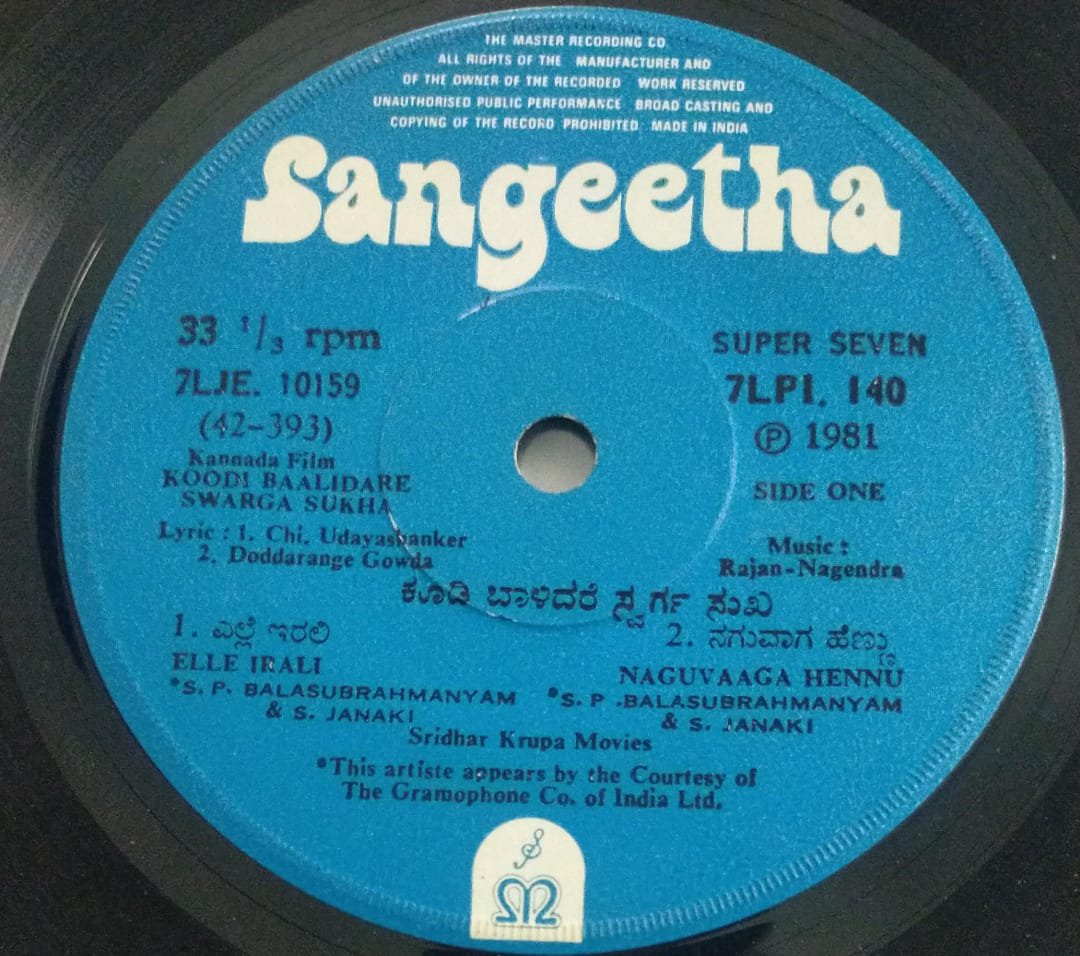 THE MASTER RECORDING CO.
ALL RIGHTS OF THE MANUFACTURER AND
OF THE OWNER OF THE RECORDED WORK RESERVED
UNAUTHORISED PUBLIC PERFORMANCE BROAD CASTING AND
COPYING OF THE RECORD PROHIBITED MADE IN INDIA
Sangeetha
33 1/3 rpm
7LJE. 10159
(42-393)
Kannada Film
KOODI BAALIDARE
SWARGA SUKHA
Lyric : 1. Chi. Udayashanker
2. Doddarange Gowda
SUPER SEVEN
7LPI. 140
Ⓟ 1981
SIDE ONE
Music :
Rajan-Nagendra
ಕೂಡಿ ಬಾಳಿದರೆ ಸ್ವರ್ಗ ಸುಖ
1. ಎಲ್ಲೆ ಇರಲಿ
ELLE IRALI
*S. P. BALASUBRAHMANYAM
& S. JANAKI
2. ನಗುವಾಗ ಹೆಣ್ಣು
NAGUVAAGA HENNU
*S. P .BALASUBRAHMANYAM
& S. JANAKI
Sridhar Krupa Movies
*This artiste appears by the Courtesy of
The Gramophone Co. of India Ltd.